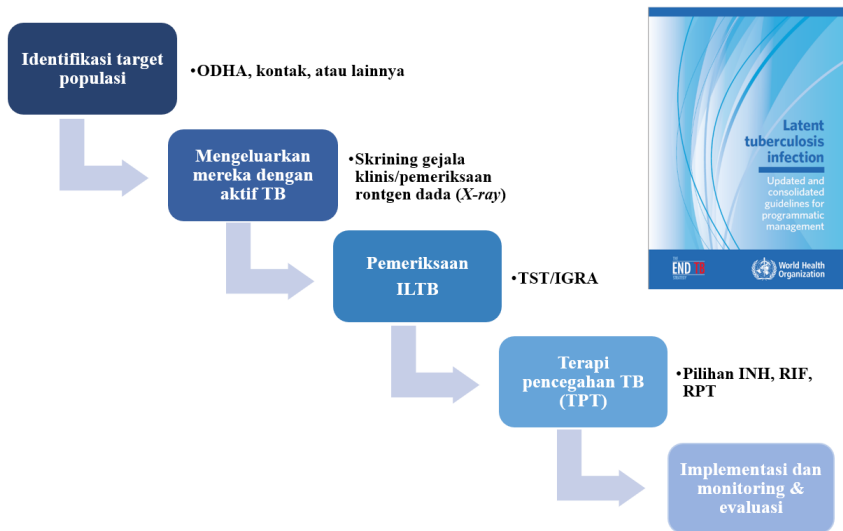 Identifikasi target
populasi
•ODHA, kontak, atau lainnya
Mengeluarkan
mereka dengan
aktif TB
•Skrining gejala
klinis/pemeriksaan
rontgen dada (X-ray)
Pemeriksaan
ILTB
•TST/IGRA
Terapi
pencegahan TB
(TPT)
•Pilihan INH, RIF,
RPT
Implementasi dan
monitoring &
evaluasi
Latent
tuberculosis
infection
Updated and
consolidated
guidelines for
programmatic
management
THE
END TB
STRATEGY
World Health
Organization